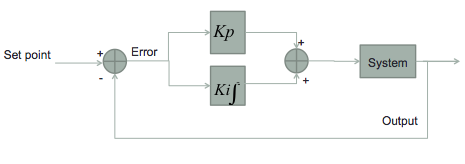 Set point
+
-
Error
Kp
Ki∫
+
+
System
Output